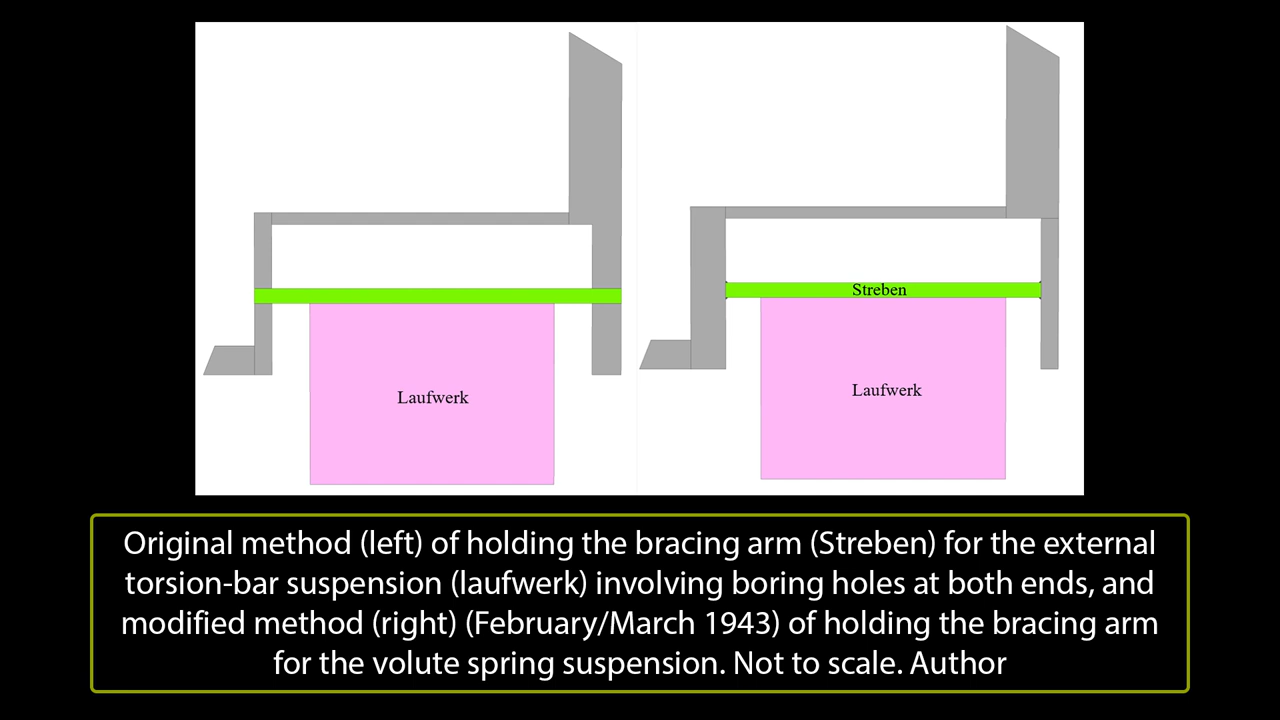 Streben
Laufwerk
Laufwerk
Original method (left) of holding the bracing arm (Streben) for the external
torsion-bar suspension (laufwerk) involving boring holes at both ends, and
modified method (right) (February/March 1943) of holding the bracing arm
for the volute spring suspension. Not to scale. Author